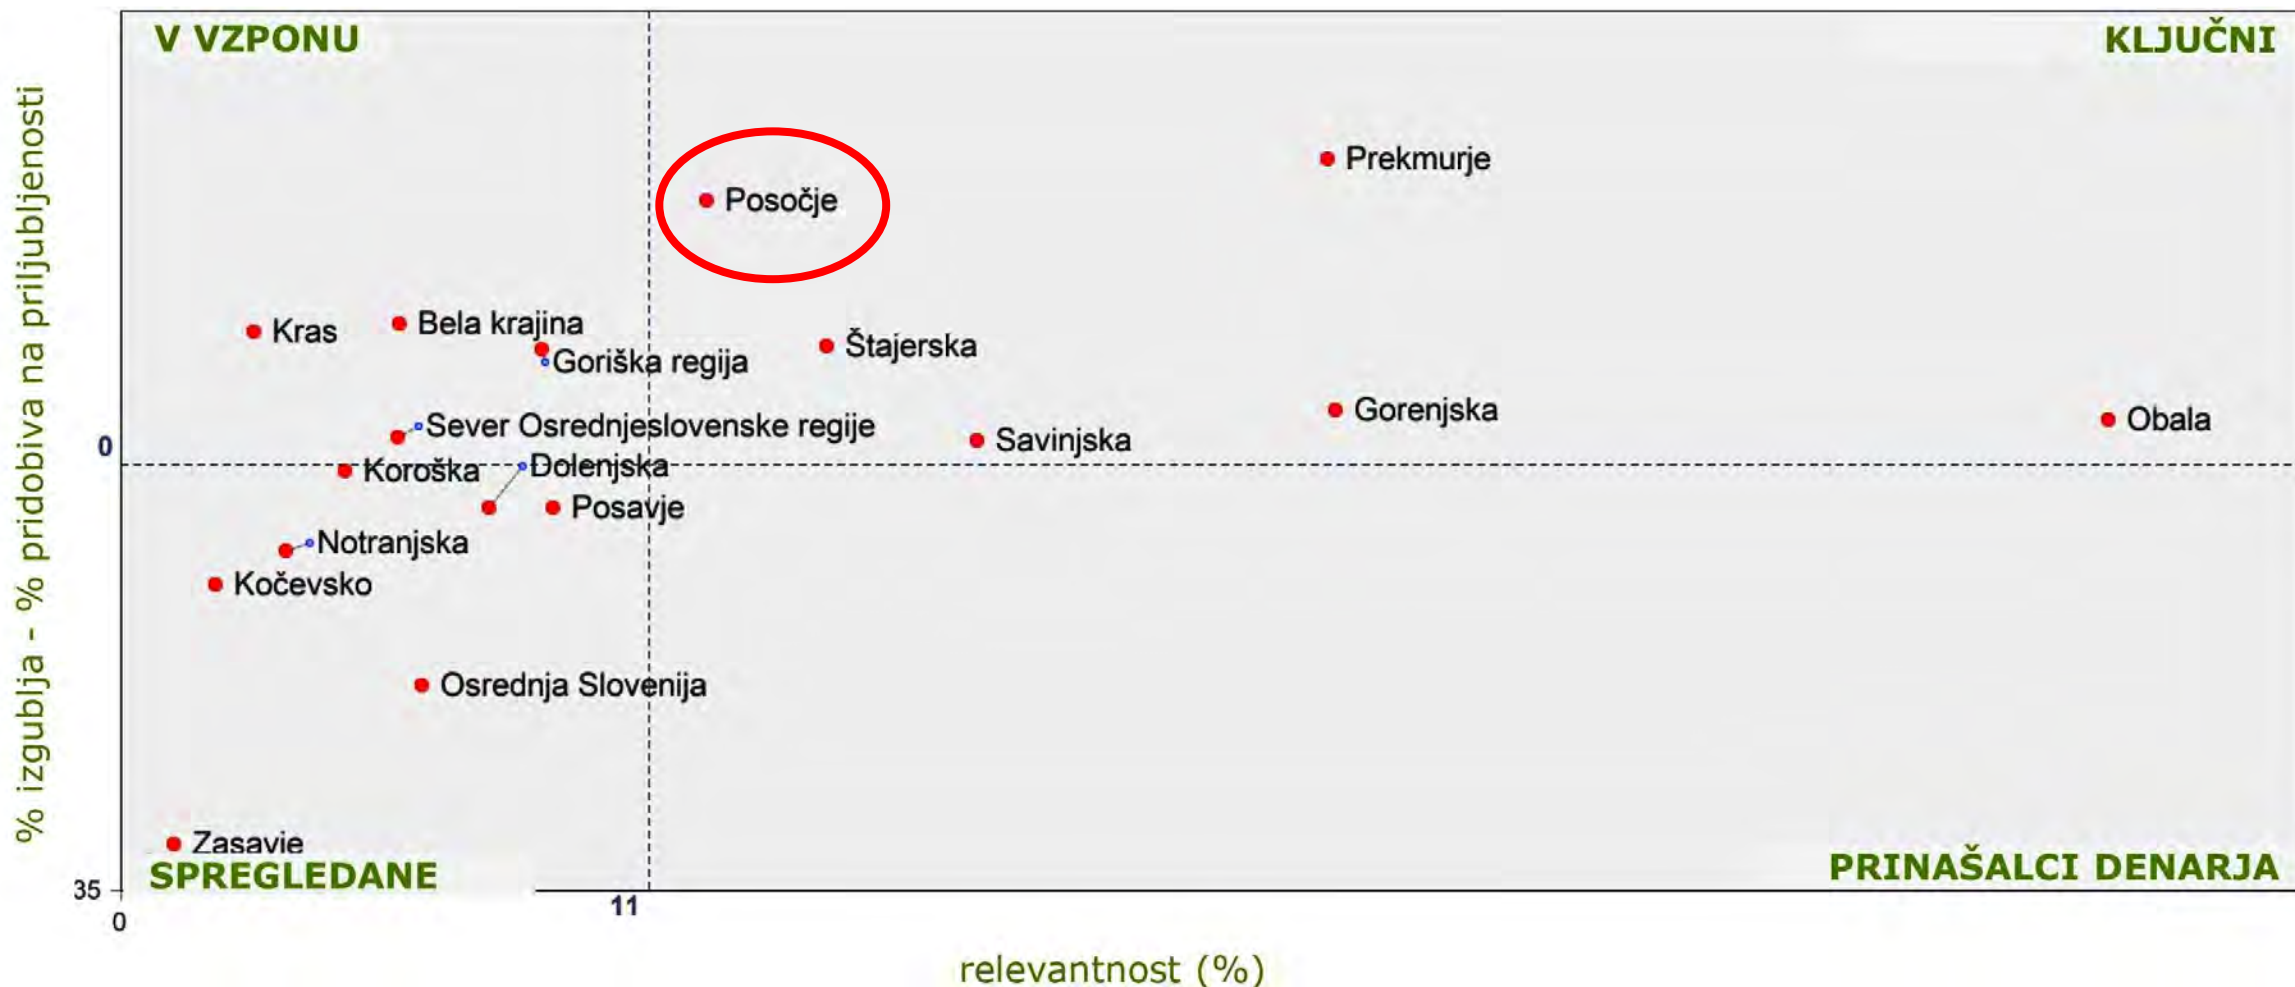 V VZPONU
KLJUČNI
% izgublja - % pridobiva na priljubljenosti
Prekmurje
Posočje
Kras
Bela krajina
Goriška regija
Štajerska
Gorenjska
Obala
Sever Osrednjeslovenske regije
Savinjska
0
Koroška
Dolenjska
Posavje
Notranjska
Kočevsko
Osrednja Slovenija
Zasavje
SPREGLEDANE
PRINAŠALCI DENARJA
35
0
11
relevantnost (%)